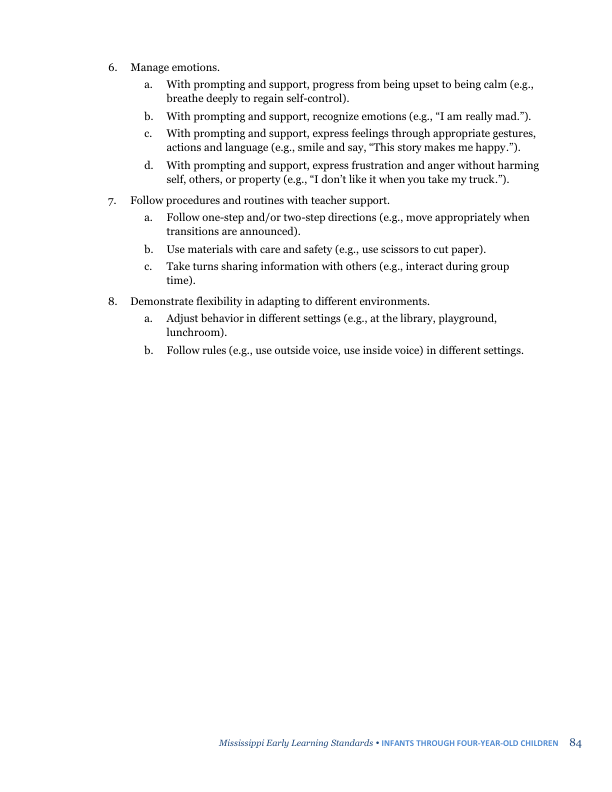 6. Manage emotions.
a. With prompting and support, progress from being upset to being calm (e.g.,
breathe deeply to regain self-control).
b. With prompting and support, recognize emotions (e.g., “I am really mad.”).
c. With prompting and support, express feelings through appropriate gestures,
actions and language (e.g., smile and say, “This story makes me happy.”).
d. With prompting and support, express frustration and anger without harming
self, others, or property (e.g., “I don’t like it when you take my truck.”).
7. Follow procedures and routines with teacher support.
a. Follow one-step and/or two-step directions (e.g., move appropriately when
transitions are announced).
b. Use materials with care and safety (e.g., use scissors to cut paper).
c. Take turns sharing information with others (e.g., interact during group
time).
8. Demonstrate flexibility in adapting to different environments.
a. Adjust behavior in different settings (e.g., at the library, playground,
lunchroom).
b. Follow rules (e.g., use outside voice, use inside voice) in different settings.
Mississippi Early Learning Standards • INFANTS THROUGH FOUR-YEAR-OLD CHILDREN 84